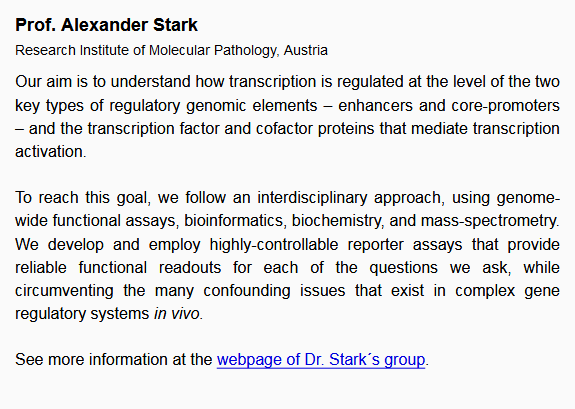 Prof. Alexander Stark
Research Institute of Molecular Pathology, Austria
Our aim is to understand how transcription is regulated at the level of the two
key types of regulatory genomic elements – enhancers and core-promoters
– and the transcription factor and cofactor proteins that mediate transcription
activation.
To reach this goal, we follow an interdisciplinary approach, using genome-
wide functional assays, bioinformatics, biochemistry, and mass-spectrometry.
We develop and employ highly-controllable reporter assays that provide
reliable functional readouts for each of the questions we ask, while
circumventing the many confounding issues that exist in complex gene
regulatory systems in vivo.
See more information at the webpage of Dr. Stark´s group.